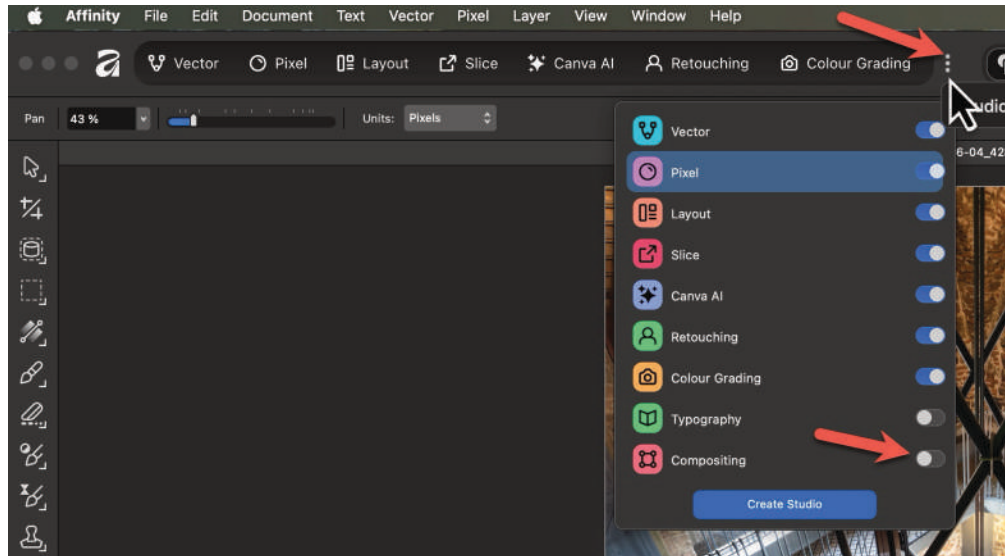 Affinity File Edit Document Text Vector Pixel Layer View Window Help
Vector Pixel Layout Slice Canva AI Retouching Colour Grading
Pan 43 % Units: Pixels
Vector
Pixel
Layout
Slice
Canva AI
Retouching
Colour Grading
Typography
Compositing
Create Studio